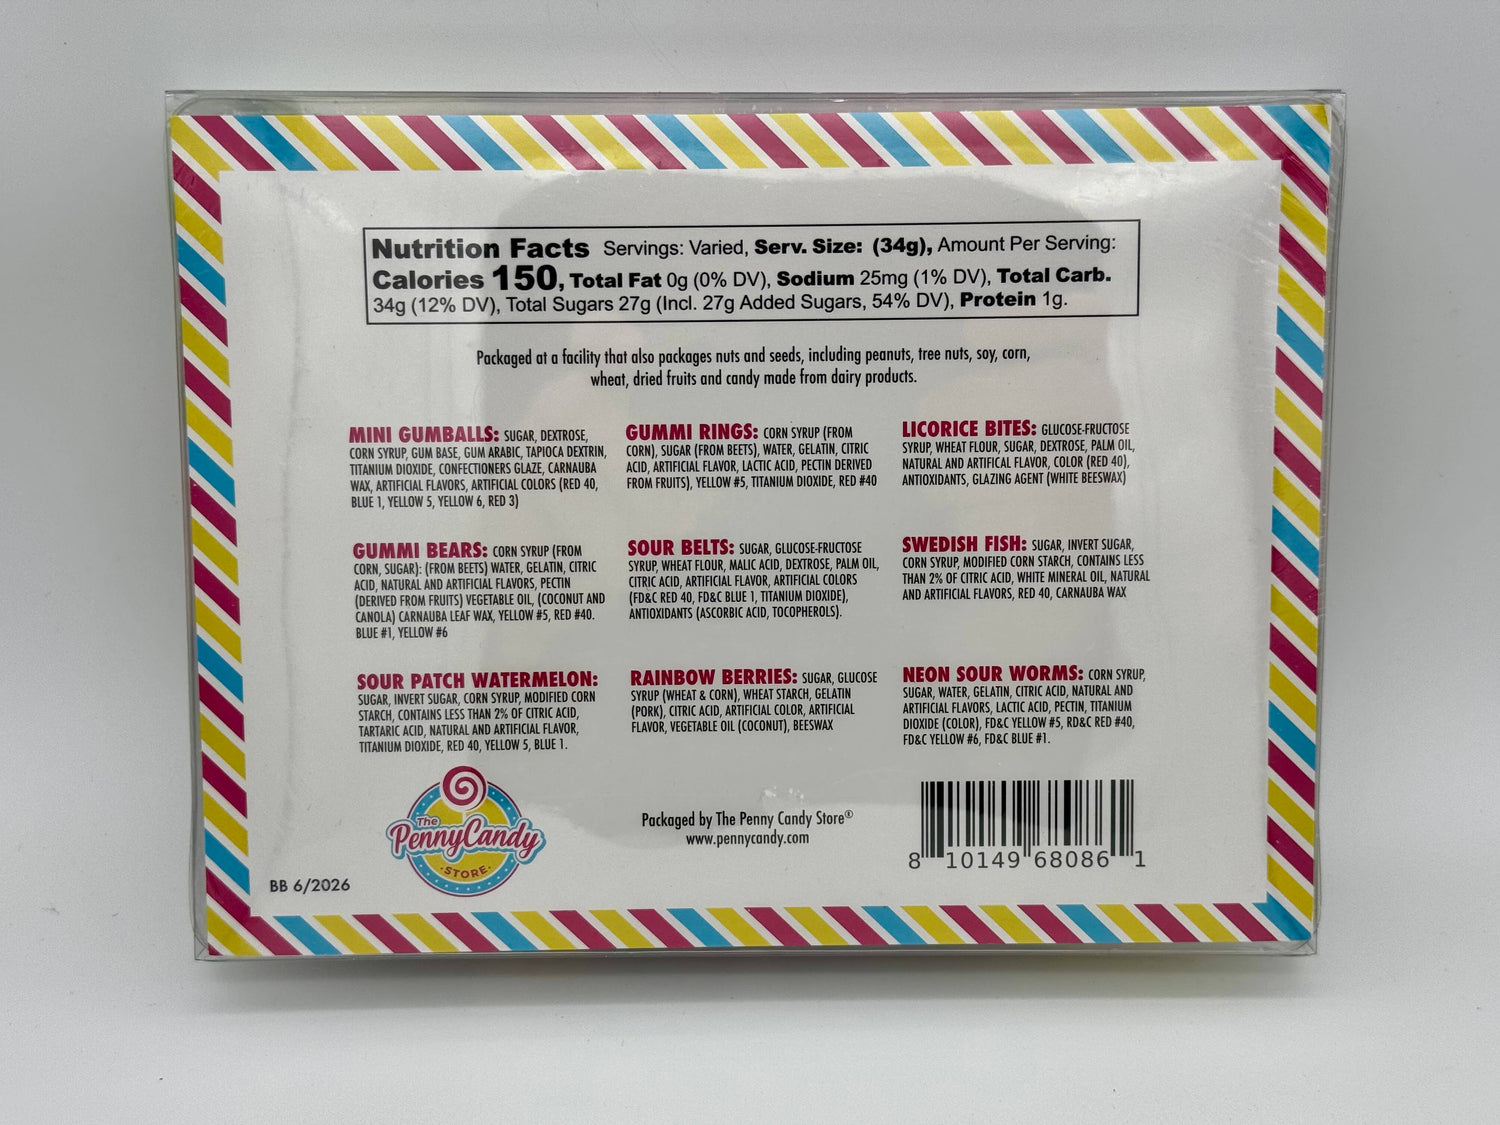 Nutrition Facts Servings: Varied, Serv. Size: (34g), Amount Per Serving:
Calories 150, Total Fat 0g (0% DV), Sodium 25mg (1% DV), Total Carb.
34g (12% DV), Total Sugars 27g (Incl. 27g Added Sugars, 54% DV), Protein 1g.
Packaged at a facility that also packages nuts and seeds, including peanuts, tree nuts, soy, corn,
wheat, dried fruits and candy made from dairy products.
MINI GUMBALLS: SUGAR, DEXTROSE,
CORN SYRUP, GUM BASE, GUM ARABIC, TAPIOCA DEXTRIN,
TITANIUM DIOXIDE, CONFECTIONERS GLAZE, CARNAUBA
WAX, ARTIFICIAL FLAVORS, ARTIFICIAL COLORS (RED 40,
BLUE 1, YELLOW 5, YELLOW 6, RED 3)
GUMMI RINGS: CORN SYRUP (FROM
CORN), SUGAR (FROM BEETS), WATER, GELATIN, CITRIC
ACID, ARTIFICIAL FLAVOR, LACTIC ACID, PECTIN DERIVED
FROM FRUITS), YELLOW #5, TITANIUM DIOXIDE, RED #40
LICORICE BITES: GLUCOSE-FRUCTOSE
SYRUP, WHEAT FLOUR, SUGAR, DEXTROSE, PALM OIL,
NATURAL AND ARTIFICAL FLAVOR, COLOR (RED 40),
ANTIOXIDANTS, GLAZING AGENT (WHITE BEESWAX)
GUMMI BEARS: CORN SYRUP (FROM
CORN, SUGAR): (FROM BEETS) WATER, GELATIN, CITRIC
ACID, NATURAL AND ARTIFICIAL FLAVORS, PECTIN
(DERIVED FROM FRUITS) VEGETABLE OIL, (COCONUT AND
CANOLA) CARNAUBA LEAF WAX, YELLOW #5, RED #40.
BLUE #1, YELLOW #6
SOUR BELTS: SUGAR, GLUCOSE-FRUCTOSE
SYRUP, WHEAT FLOUR, MALIC ACID, DEXTROSE, PALM OIL,
CITRIC ACID, ARTIFICIAL FLAVOR, ARTIFICIAL COLORS
(FD&C RED 40, FD&C BLUE 1, TITANIUM DIOXIDE),
ANTIOXIDANTS (ASCORBIC ACID, TOCOPHEROLS).
SWEDISH FISH: SUGAR, INVERT SUGAR,
CORN SYRUP, MODIFIED CORN STARCH, CONTAINS LESS
THAN 2% OF CITRIC ACID, WHITE MINERAL OIL, NATURAL
AND ARTIFICIAL FLAVORS, RED 40, CARNAUBA WAX
SOUR PATCH WATERMELON:
SUGAR, INVERT SUGAR, CORN SYRUP, MODIFIED CORN
STARCH, CONTAINS LESS THAN 2% OF CITRIC ACID,
TARTARIC ACID, NATURAL AND ARTIFICIAL FLAVOR,
TITANIUM DIOXIDE, RED 40, YELLOW 5, BLUE 1.
RAINBOW BERRIES: SUGAR, GLUCOSE
SYRUP (WHEAT & CORN), WHEAT STARCH, GELATIN
(PORK), CITRIC ACID, ARTIFICIAL COLOR, ARTIFICIAL
FLAVOR, VEGETABLE OIL (COCONUT), BEESWAX
NEON SOUR WORMS: CORN SYRUP,
SUGAR, WATER, GELATIN, CITRIC ACID, NATURAL AND
ARTIFICIAL FLAVORS, LACTIC ACID, PECTIN, TITANIUM
DIOXIDE (COLOR), FD&C YELLOW #5, RD&C RED #40,
FD&C YELLOW #6, FD&C BLUE #1.
The
PennyCandy
·STORE·
Packaged by The Penny Candy Store®
www.pennycandy.com
8 10149 68086 1
BB 6/2026